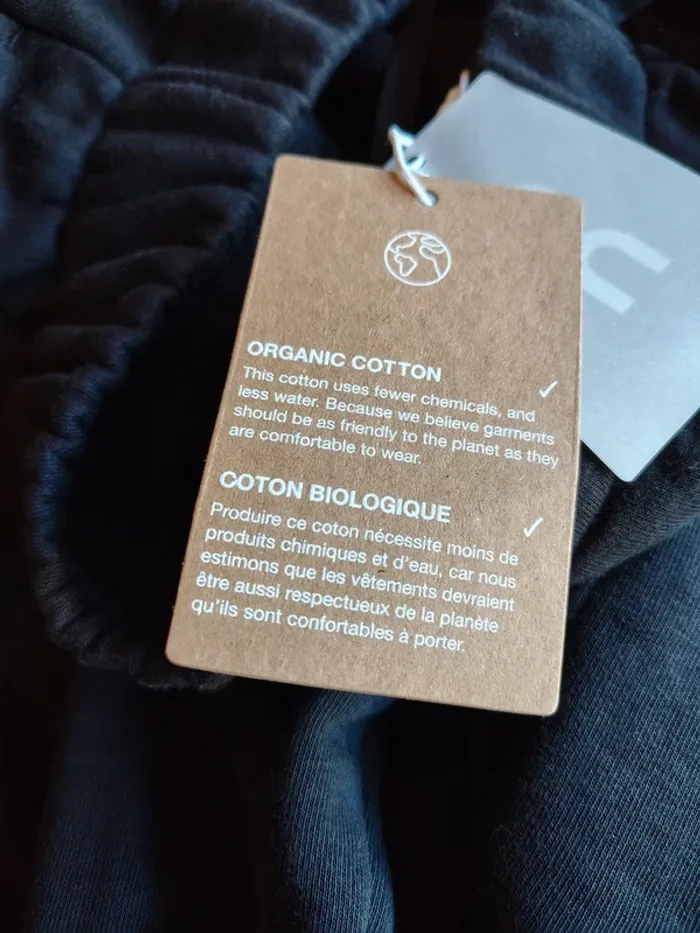 ORGANIC COTTON
This cotton uses fewer chemicals, and
less water. Because we believe garments
should be as friendly to the planet as they
are comfortable to wear.
COTON BIOLOGIQUE
Produire ce coton nécessite moins de
produits chimiques et d'eau, car nous
estimons que les vêtements devraient
être aussi respectueux de la planète
qu'ils sont confortables à porter.